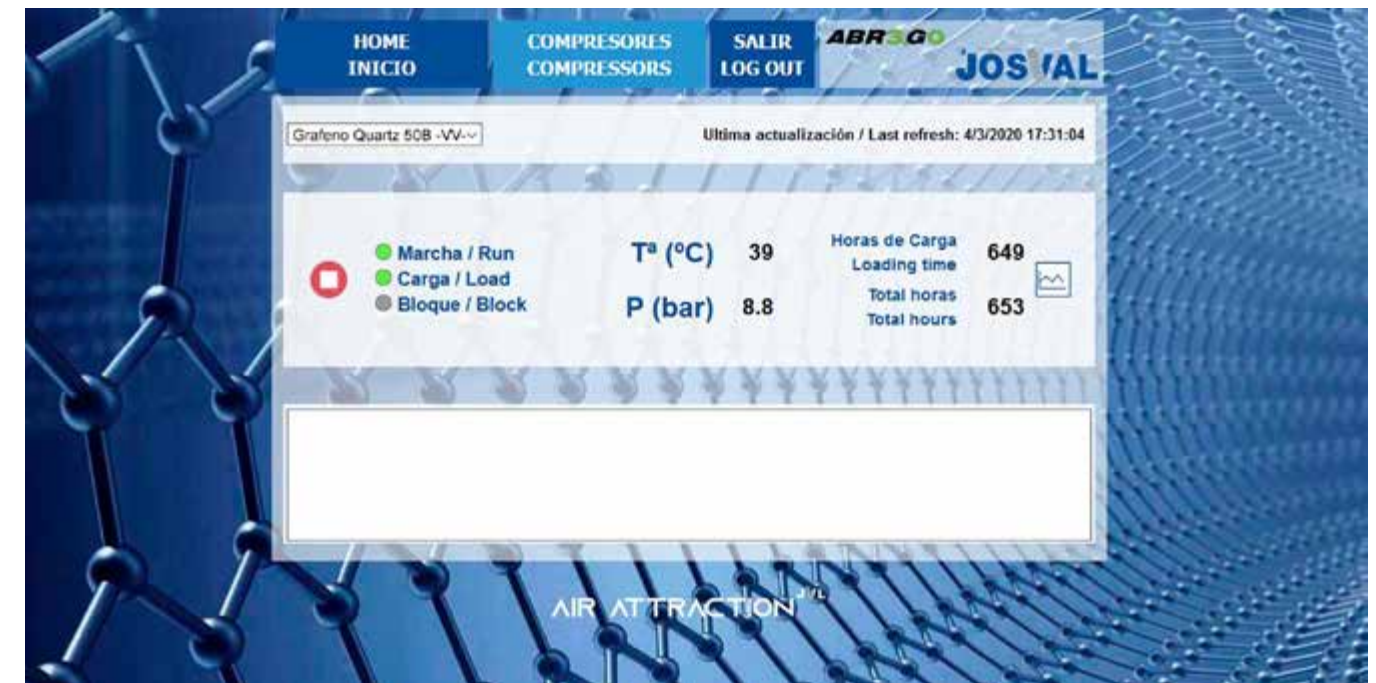 HOME
INICIO
COMPRESORES
COMPRESSORS
SALIR
LOG OUT
ABR3GO
JOSVAL
Grafeno Quartz 50B -VV-
Ultima actualización / Last refresh: 4/3/2020 17:31:04
Marcha / Run
Carga / Load
Bloque / Block
Tª (ºC) 39
P (bar) 8.8
Horas de Carga
Loading time
649
Total horas
Total hours
653
AIR ATTRACTION JVL